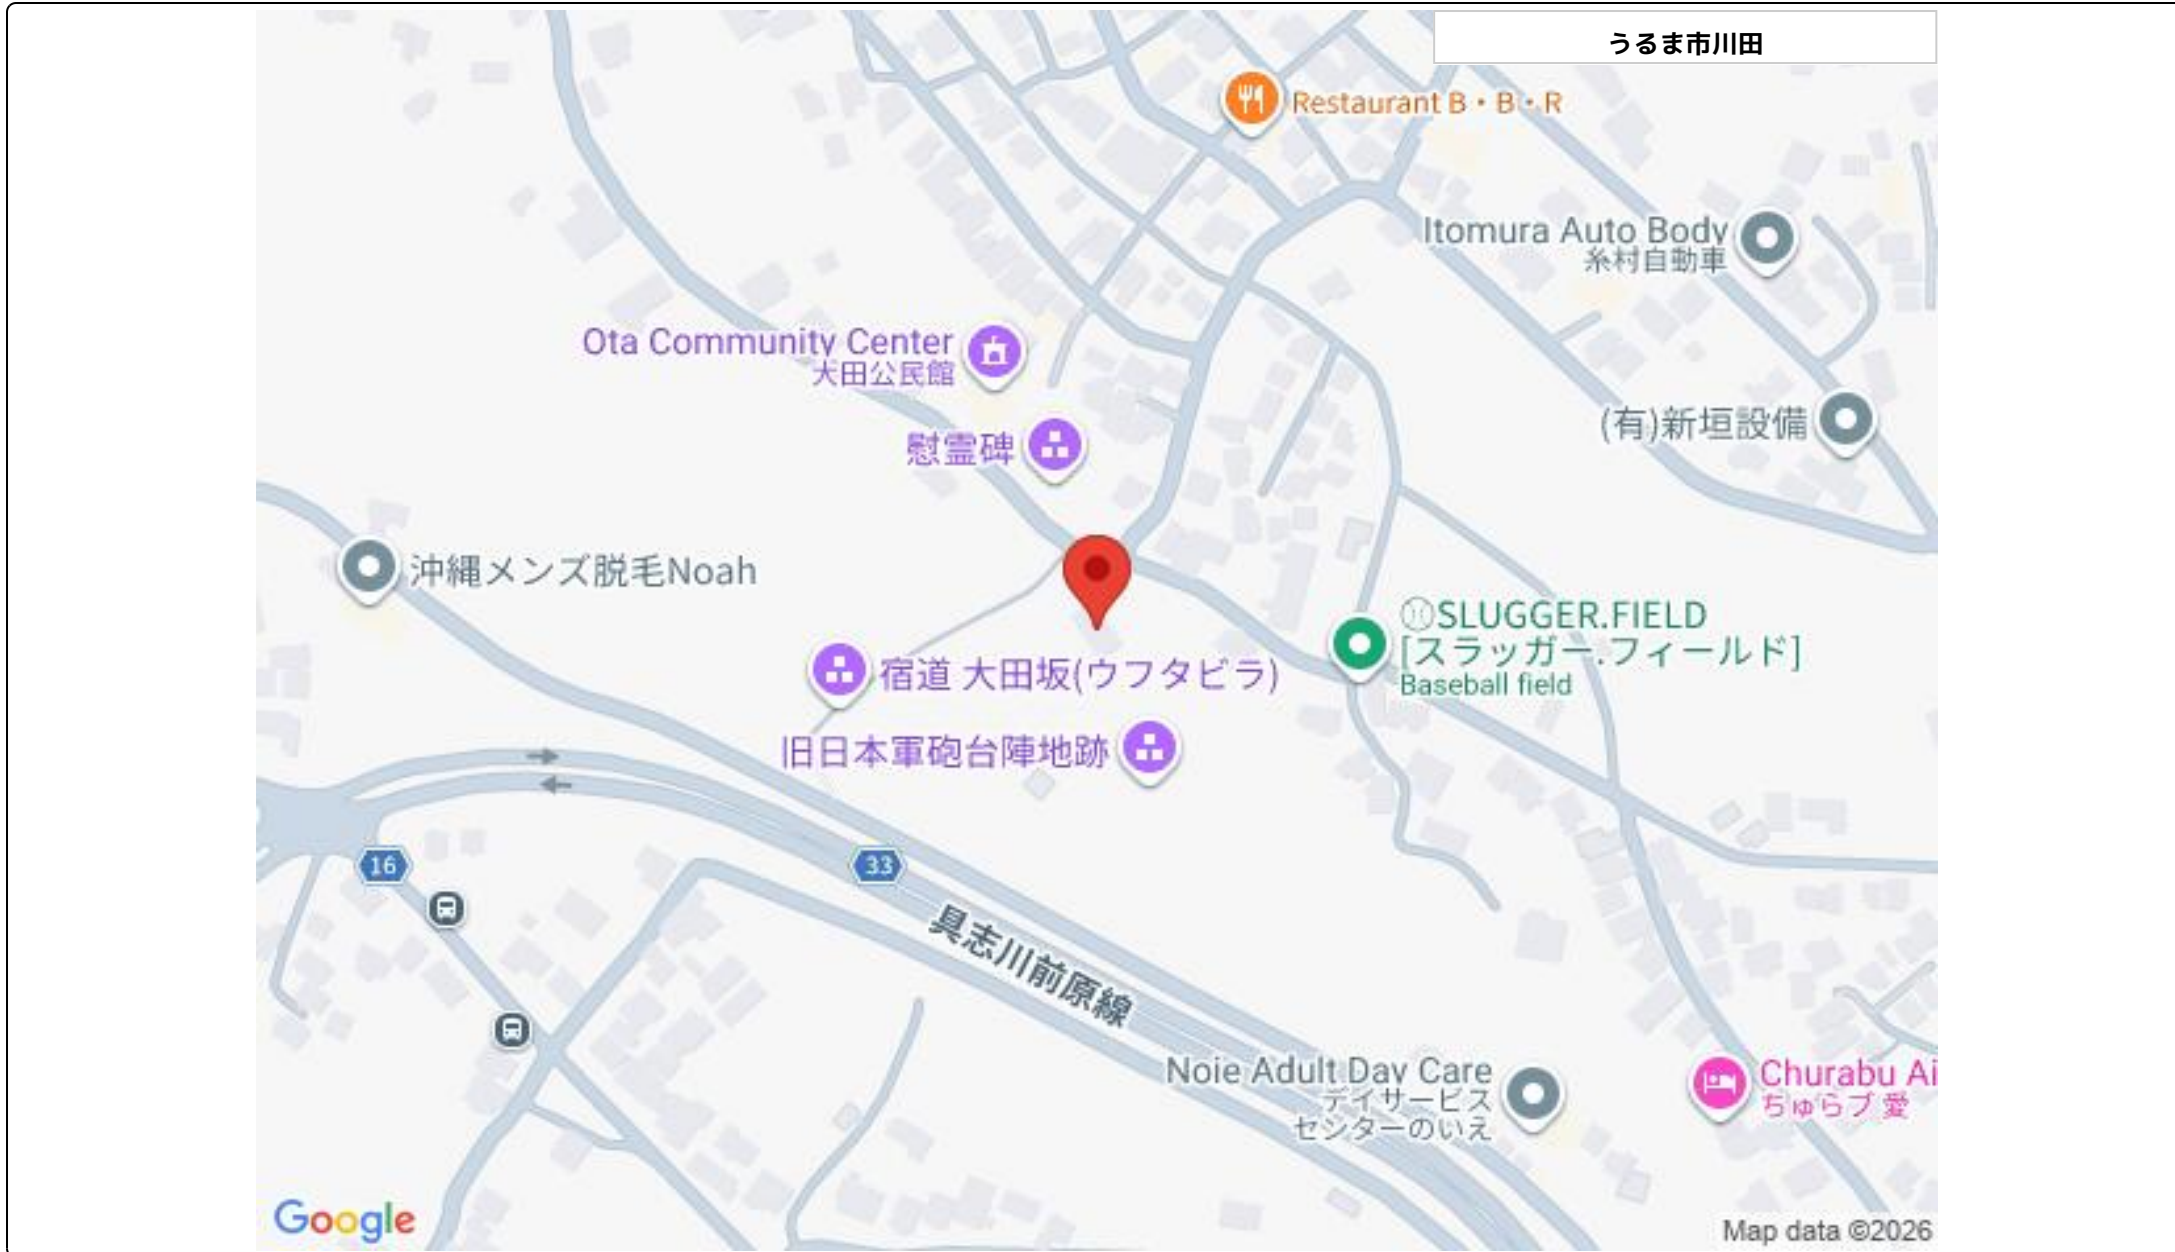 うるま市川田
Restaurant B・B・R
Itomura Auto Body
糸村自動車
Ota Community Center
大田公民館
慰霊碑
(有)新垣設備
沖縄メンズ脱毛Noah
SLUGGER.FIELD
[スラッガー.フィールド]
Baseball field
宿道 大田坂(ウフタビラ)
旧日本軍砲台陣地跡
16
33
具志川前原線
Noie Adult Day Care
デイサービス
センターのいえ
Churabu Ai
ちゅらブ 愛
Google
Map data ©2026